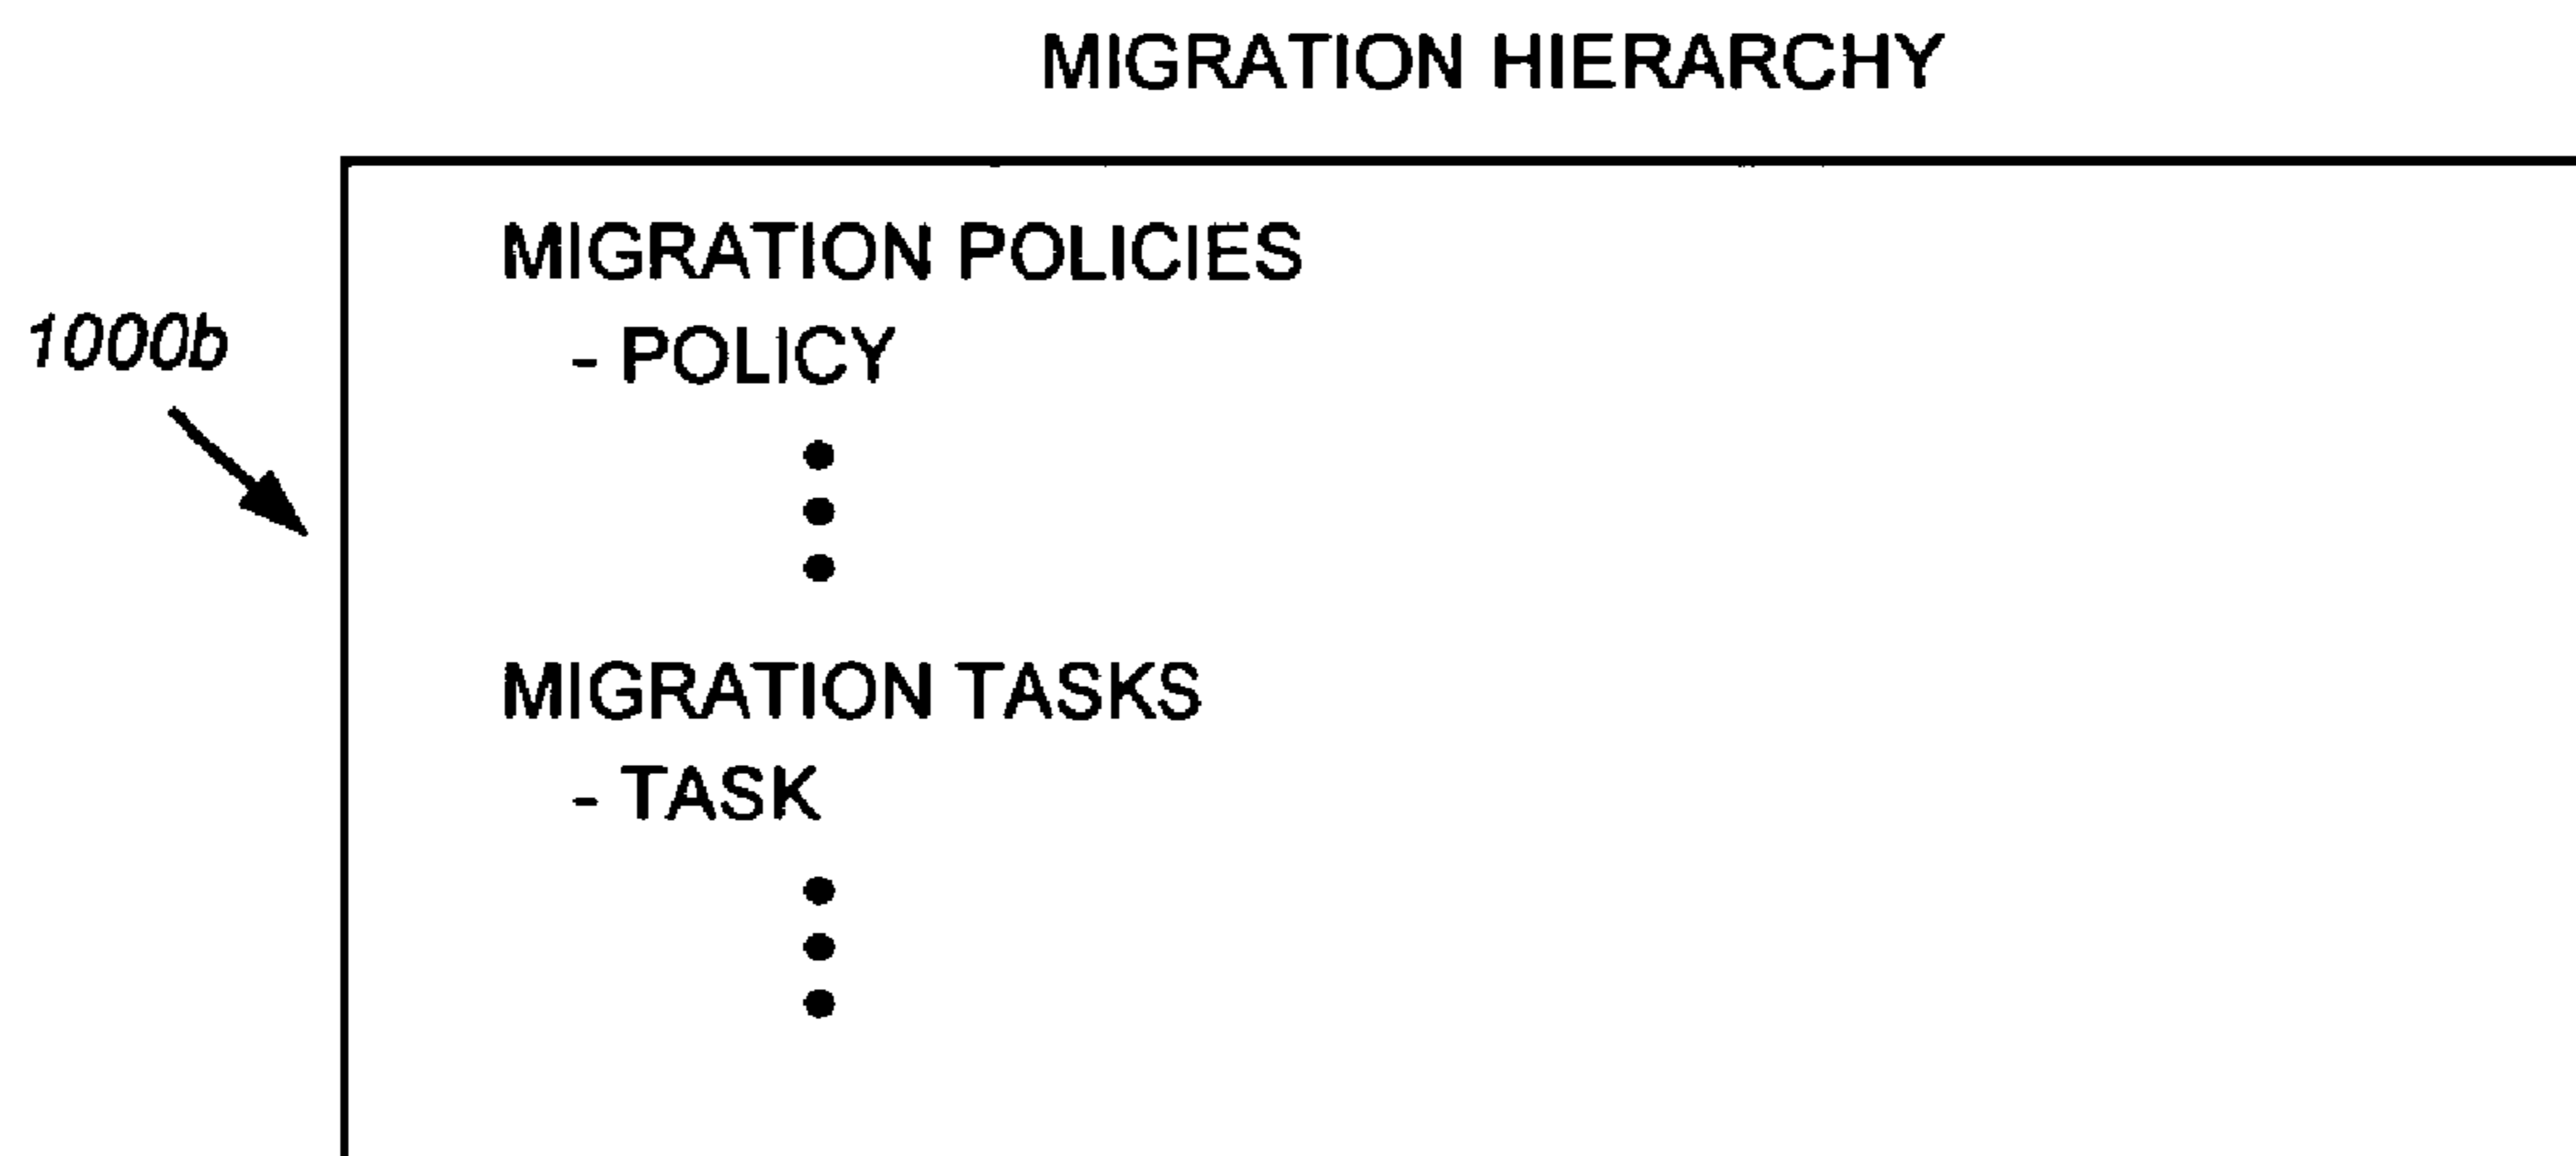 MIGRATION HIERARCHY
MIGRATION POLICIES
1000b
- POLICY
MIGRATION TASKS
- TASK